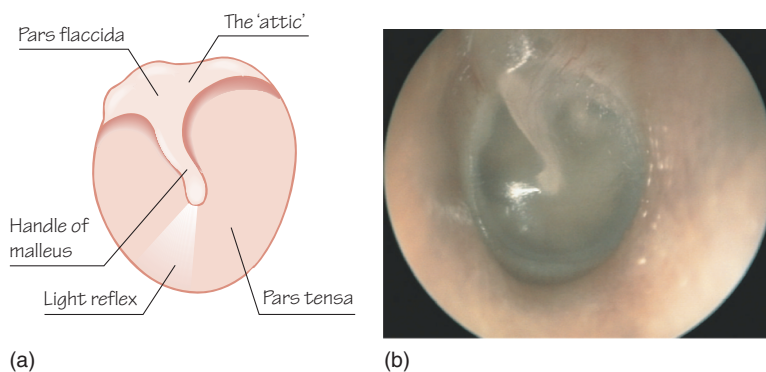 The 'attic'
Pars flaccida
Handle of
malleus
Light reflex
Pars tensa
(a)
(b)